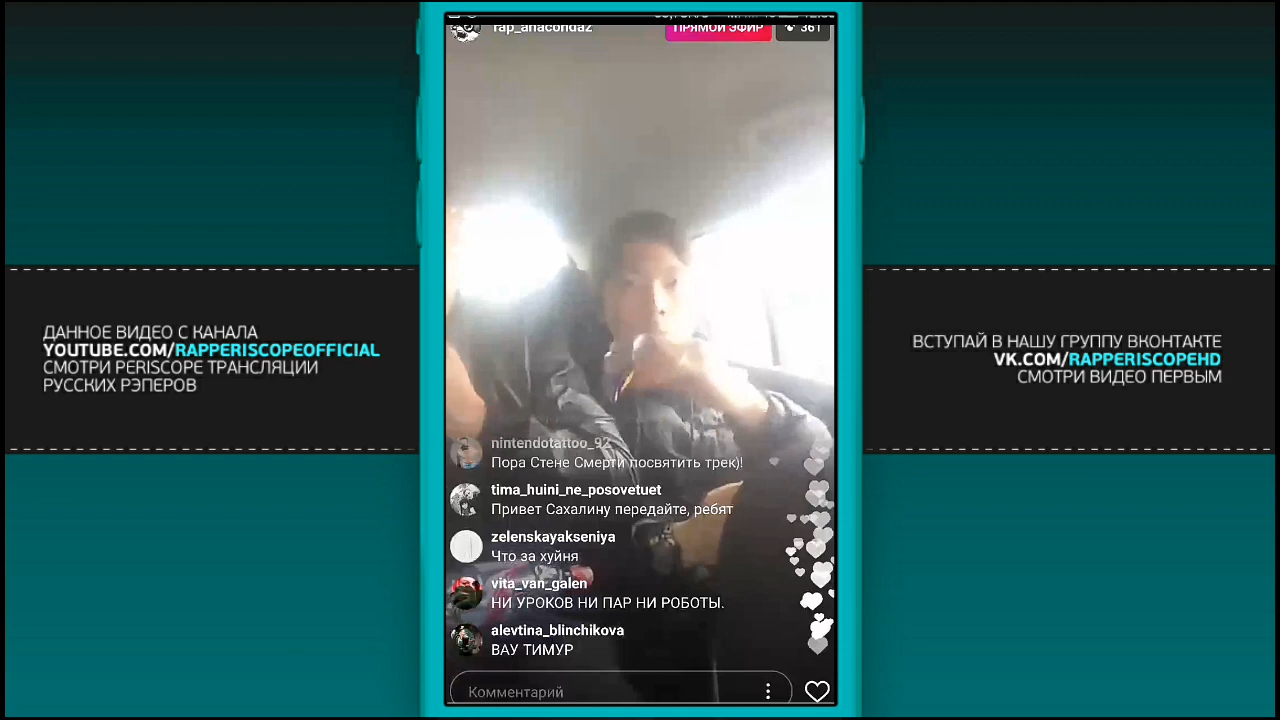 rap_anacondaz
ПРЯМОЙ ЭФИР
361
ДАННОЕ ВИДЕО С КАНАЛА
YOUTUBE.COM/RAPPERISCOPEOFFICIAL
СМОТРИ PERISCOPE ТРАНСЛЯЦИИ
РУССКИХ РЭПЕРОВ
ВСТУПАЙ В НАШУ ГРУППУ ВКОНТАКТЕ
VK.COM/RAPPERISCOPEHD
СМОТРИ ВИДЕО ПЕРВЫМ
nintendotattoo_92
Пора Стене Смерти посвятить трек)!
tima_huini_ne_posovetuet
Привет Сахалину передайте, ребят
zelenskayakseniya
Что за хуйня
vita_van_galen
НИ УРОКОВ НИ ПАР НИ РОБОТЫ.
alevtina_blinchikova
ВАУ ТИМУР
Комментарий